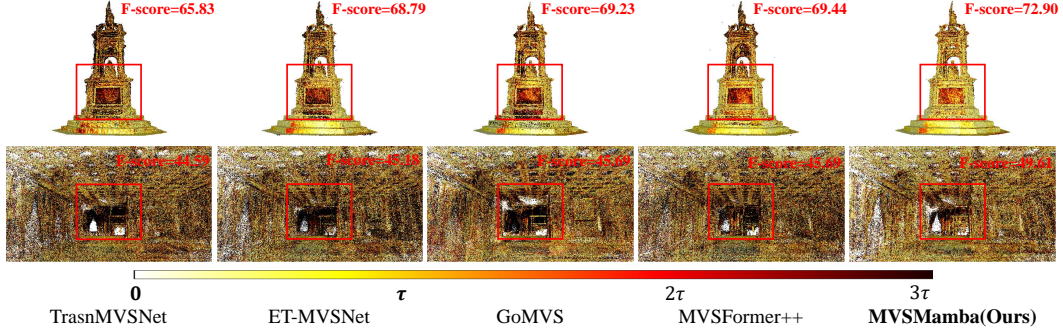 F-score=65.83 F-score=68.79 F-score=69.23 F-score=69.44 F-score=72.90
F-score=44.59 F-score=45.18 F-score=45.69 F-score=45.69 F-score=49.61
0 τ 2τ 3τ
TrasnMVSNet ET-MVSNet GoMVS MVSFormer++ MVSMamba(Ours)